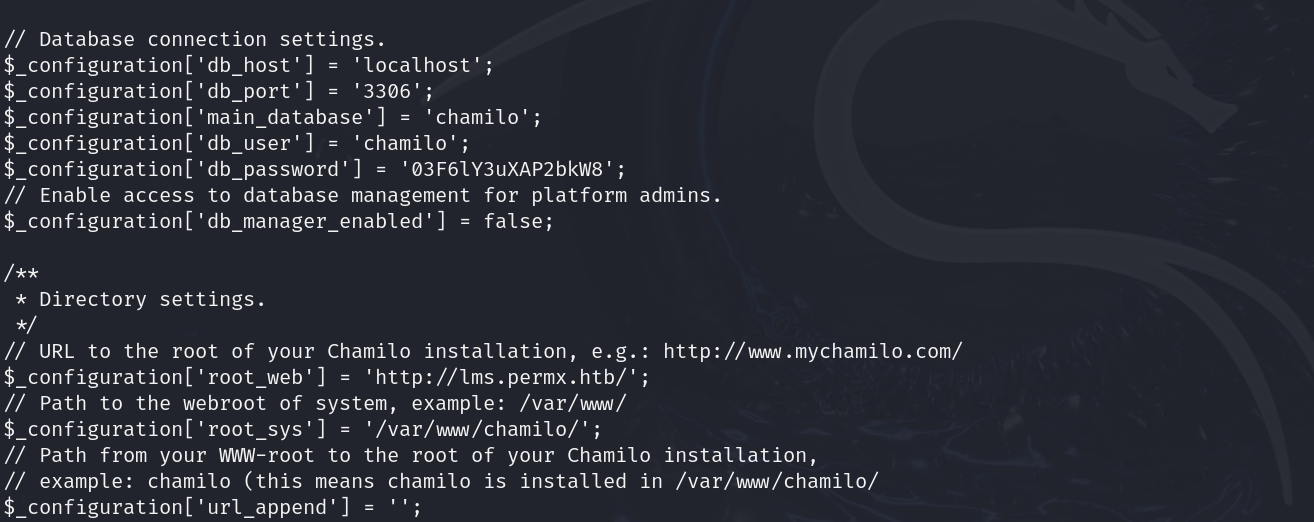 // Database connection settings.
$_configuration['db_host'] = 'localhost';
$_configuration['db_port'] = '3306';
$_configuration['main_database'] = 'chamilo';
$_configuration['db_user'] = 'chamilo';
$_configuration['db_password'] = '03F6lY3uXAP2bkW8';
// Enable access to database management for platform admins.
$_configuration['db_manager_enabled'] = false;

/**
 * Directory settings.
 */
// URL to the root of your Chamilo installation, e.g.: http://www.mychamilo.com/
$_configuration['root_web'] = 'http://lms.permx.htb/';
// Path to the webroot of system, example: /var/www/
$_configuration['root_sys'] = '/var/www/chamilo/';
// Path from your WWW-root to the root of your Chamilo installation,
// example: chamilo (this means chamilo is installed in /var/www/chamilo/
$_configuration['url_append'] = '';